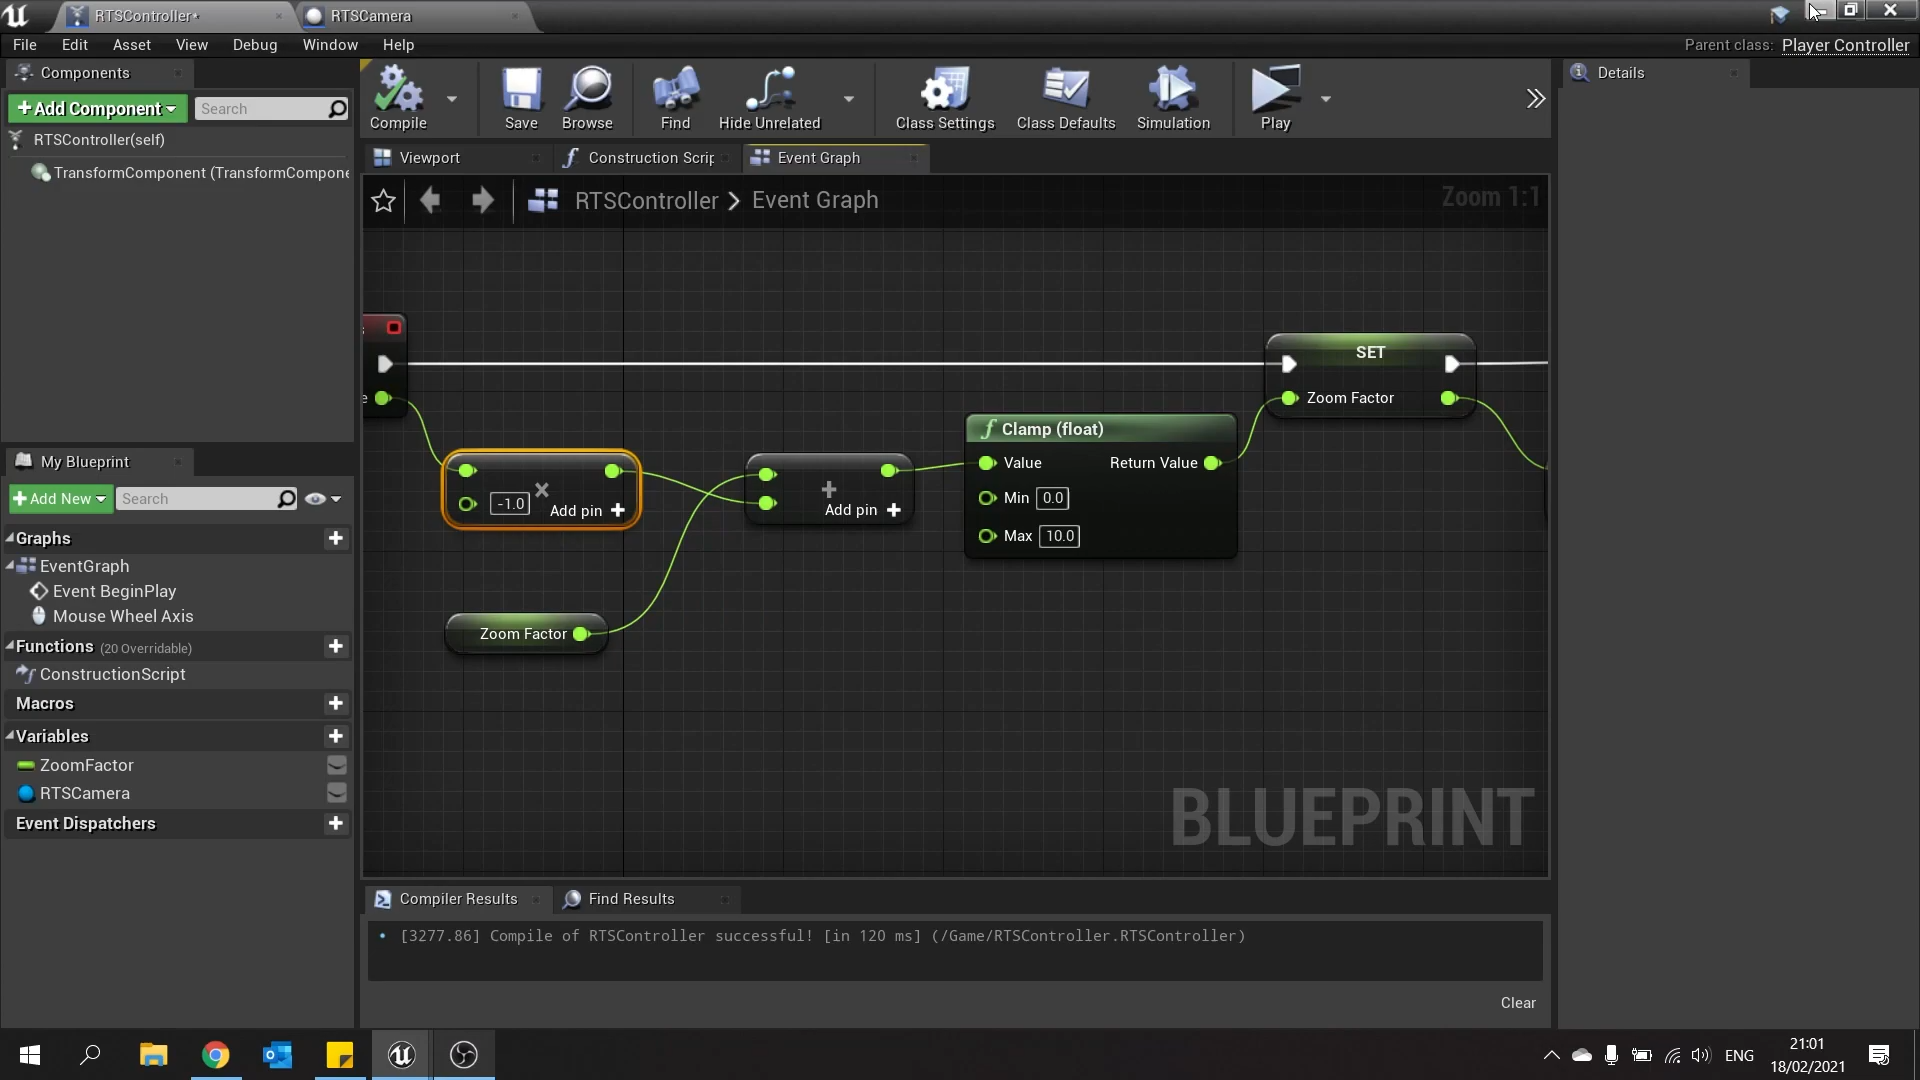 RTSController*
RTSCamera
File Edit Asset View Debug Window Help
Parent class: Player Controller
Components
Add Component
Search
RTSController(self)
TransformComponent (TransformCompone
Compile
Save
Browse
Find
Hide Unrelated
Class Settings
Class Defaults
Simulation
Play
Details
Viewport
Construction Scrip
Event Graph
RTSController > Event Graph
Zoom 1:1
SET
Zoom Factor
e
-1.0
Add pin
Add pin
Clamp (float)
Value
Return Value
Min 0.0
Max 10.0
Zoom Factor
BLUEPRINT
My Blueprint
Add New
Search
Graphs
EventGraph
Event BeginPlay
Mouse Wheel Axis
Functions (20 Overridable)
ConstructionScript
Macros
Variables
ZoomFactor
RTSCamera
Event Dispatchers
Compiler Results
Find Results
[3277.86] Compile of RTSController successful! [in 120 ms] (/Game/RTSController.RTSController)
Clear
ENG
21:01
18/02/2021